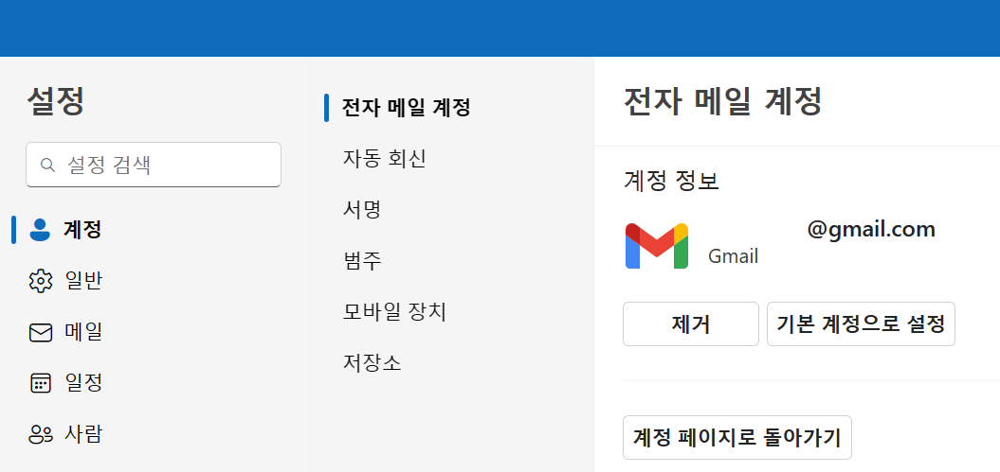 설정
설정 검색
계정
일반
메일
일정
사람
전자 메일 계정
자동 회신
서명
범주
모바일 장치
저장소
전자 메일 계정
계정 정보
@gmail.com
Gmail
제거
기본 계정으로 설정
계정 페이지로 돌아가기